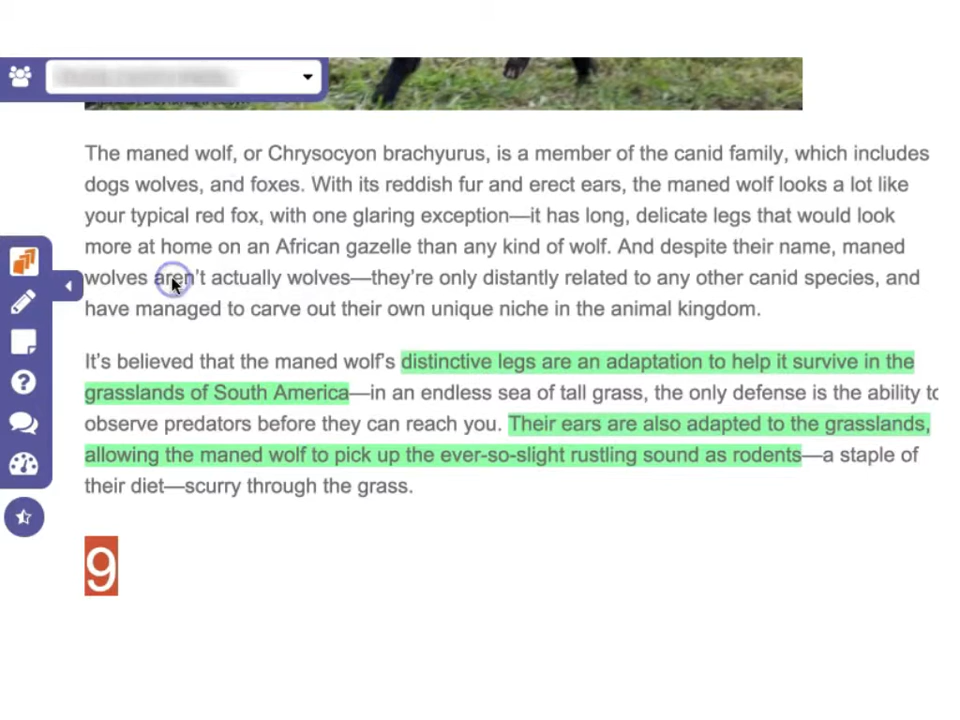 The maned wolf, or Chrysocyon brachyurus, is a member of the canid family, which includes
dogs wolves, and foxes. With its reddish fur and erect ears, the maned wolf looks a lot like
your typical red fox, with one glaring exception—it has long, delicate legs that would look
more at home on an African gazelle than any kind of wolf. And despite their name, maned
wolves aren't actually wolves—they're only distantly related to any other canid species, and
have managed to carve out their own unique niche in the animal kingdom.
It's believed that the maned wolf's distinctive legs are an adaptation to help it survive in the
grasslands of South America—in an endless sea of tall grass, the only defense is the ability to
observe predators before they can reach you. Their ears are also adapted to the grasslands,
allowing the maned wolf to pick up the ever-so-slight rustling sound as rodents—a staple of
their diet—scurry through the grass.
9